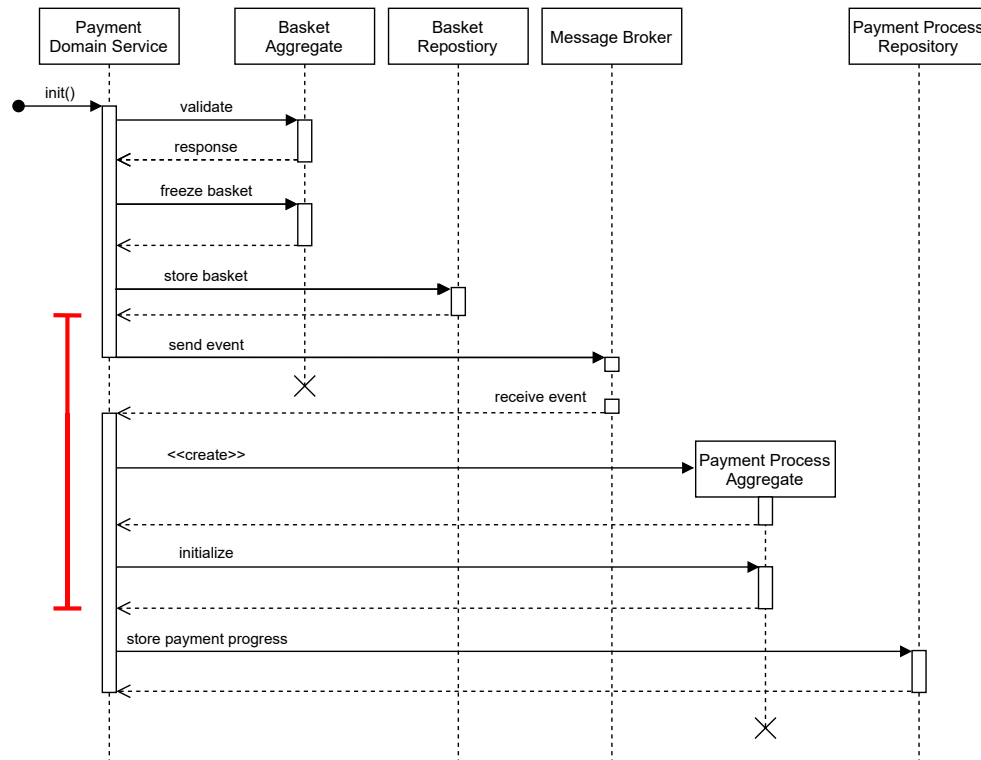 Payment
Domain Service
Basket
Aggregate
Basket
Repostiory
Message Broker
Payment Process
Repository
init()
validate
response
freeze basket
store basket
send event
receive event
<<create>>
Payment Process
Aggregate
initialize
store payment progress